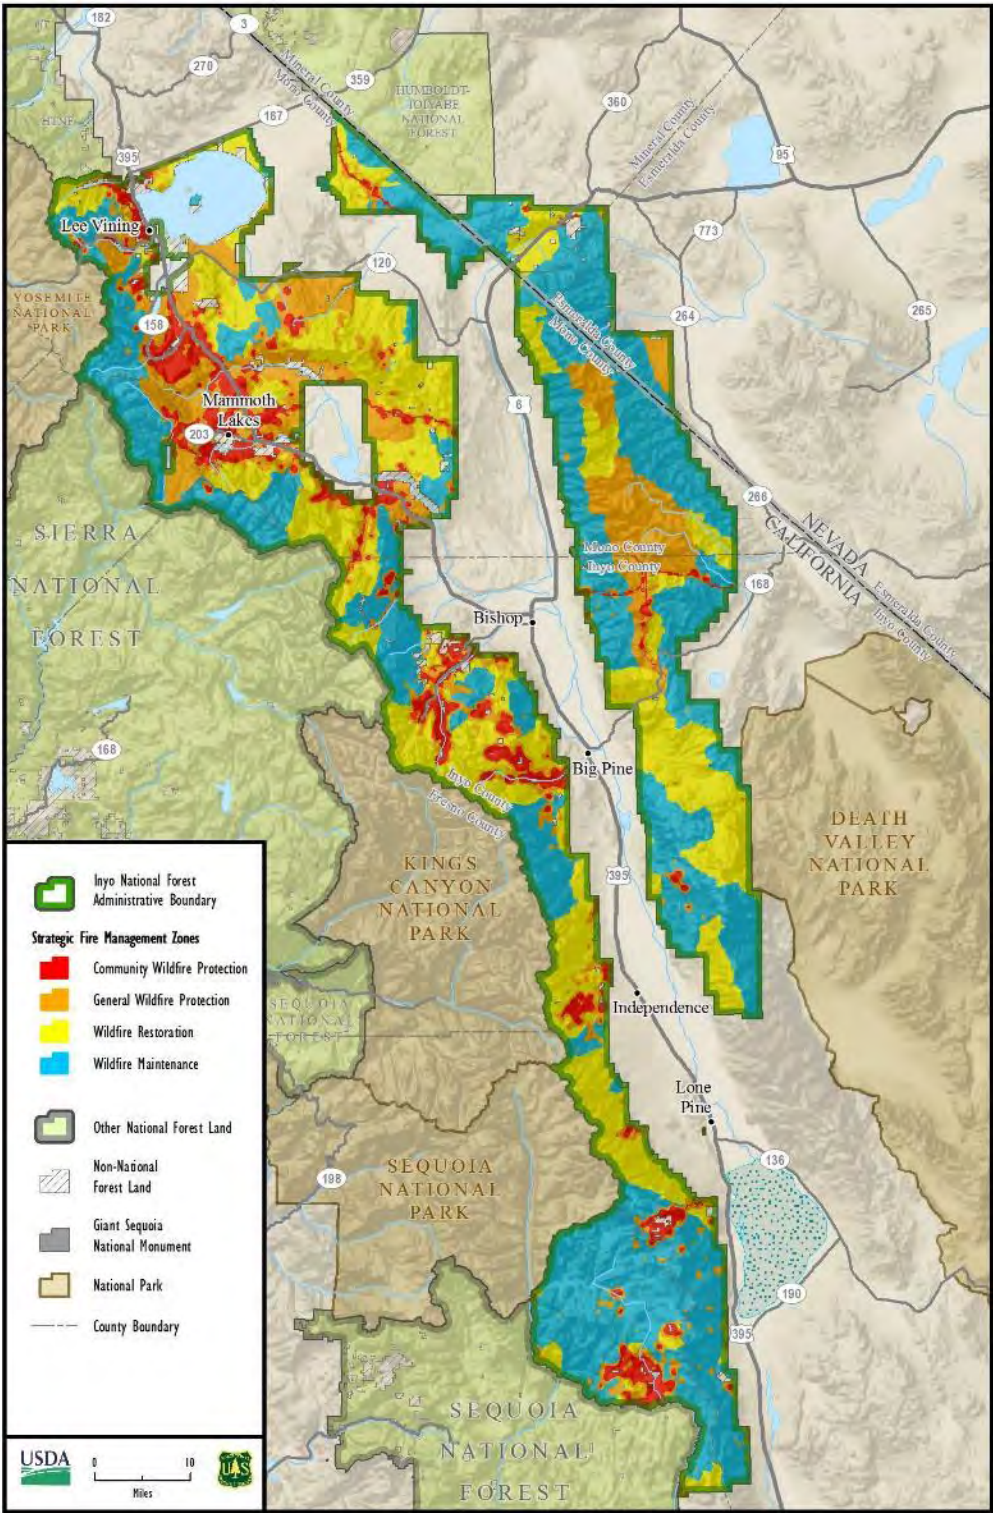 182
3
270
Mineral County
Mono County
359
HUMBOLDT-
TOIYABE
NATIONAL
FOREST
HTNF
167
360
Mineral County
Esmeralda County
395
95
Lee Vining
773
120
YOSEMITE
NATIONAL
PARK
158
Esmeralda County
Mono County
264
265
6
Mammoth
Lakes
203
266
NEVADA
CALIFORNIA
SIERRA
NATIONAL
FOREST
Mono County
Inyo County
168
Esmeralda County
Inyo County
Bishop
168
Big Pine
Inyo County
Fresno County
DEATH
VALLEY
NATIONAL
PARK
KINGS
CANYON
NATIONAL
PARK
395
SEQUOIA
NATIONAL
FOREST
Independence
Lone
Pine
136
SEQUOIA
NATIONAL
PARK
198
190
395
SEQUOIA
NATIONAL
FOREST
Inyo National Forest
Administrative Boundary
Strategic Fire Management Zones
Community Wildfire Protection
General Wildfire Protection
Wildfire Restoration
Wildfire Maintenance
Other National Forest Land
Non-National
Forest Land
Giant Sequoia
National Monument
National Park
County Boundary
USDA
0 10
Miles
U S